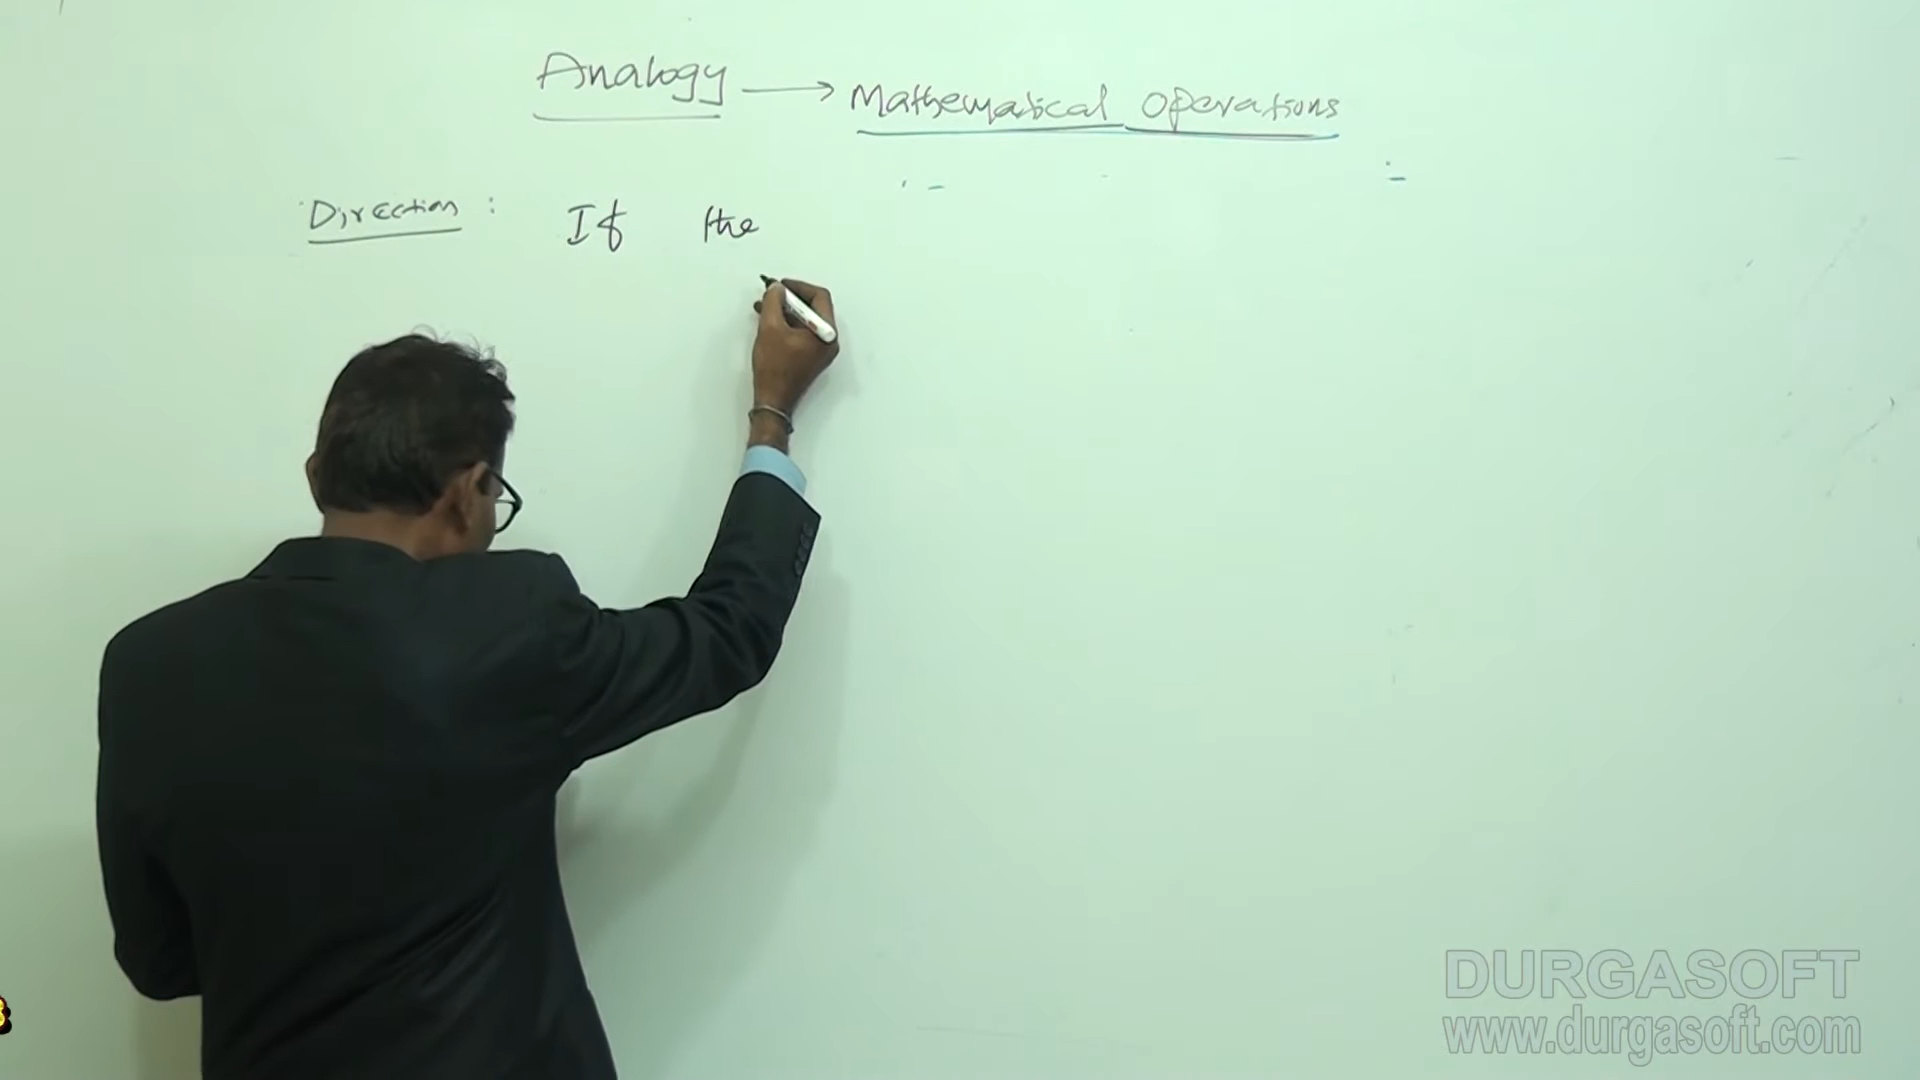 Analogy → Mathematical Operations
Direction : If the
DURGASOFT
www.durgasoft.com